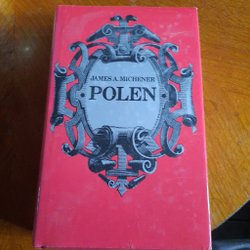 JAMES A. MICHENER
POLEN